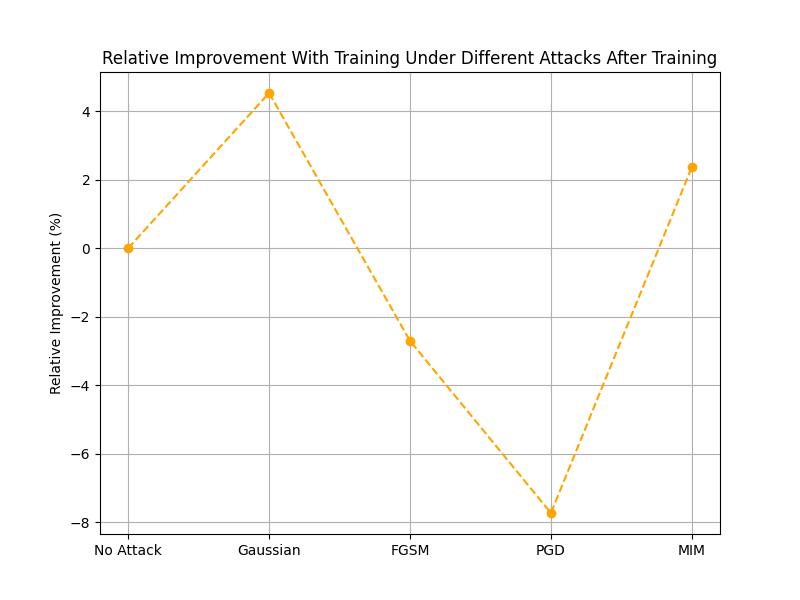 Relative Improvement With Training Under Different Attacks After Training
Relative Improvement (%)
4
2
0
−2
−4
−6
−8
No Attack Gaussian FGSM PGD MIM